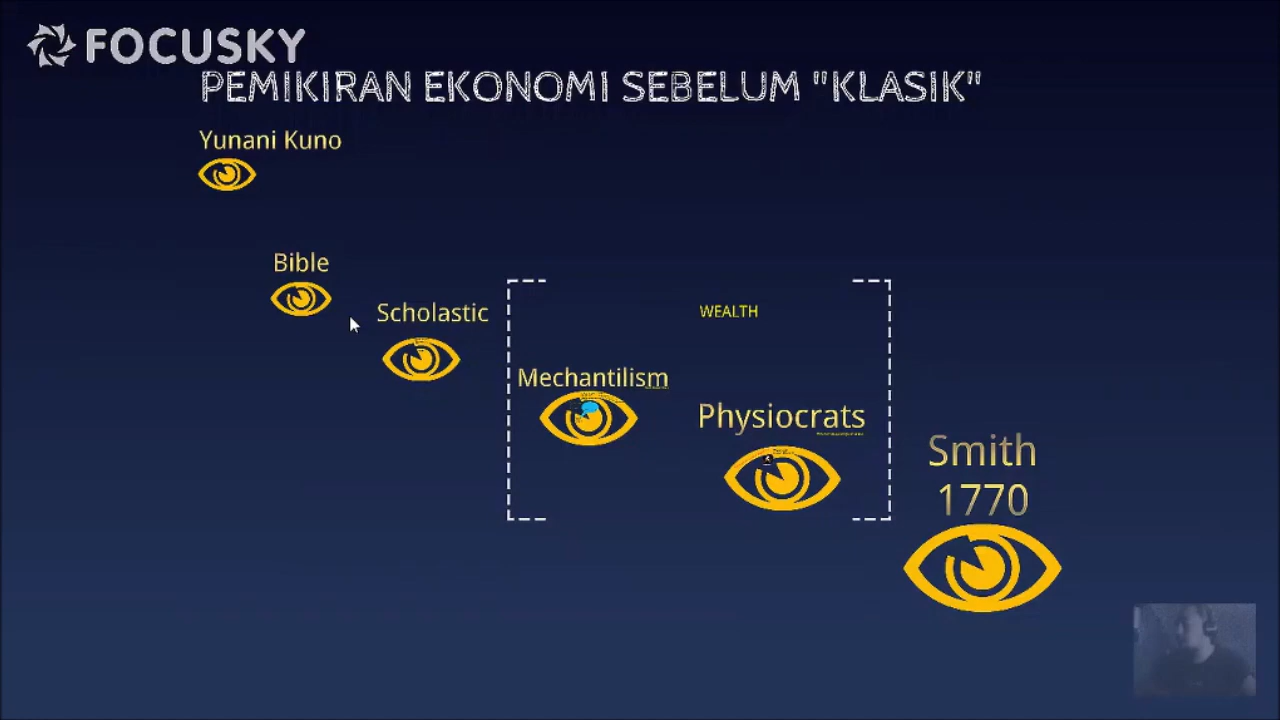 FOCUSKY
PEMIKIRAN EKONOMI SEBELUM "KLASIK"
Yunani Kuno
Bible
Scholastic
WEALTH
Mechantilism
Physiocrats
Smith
1770